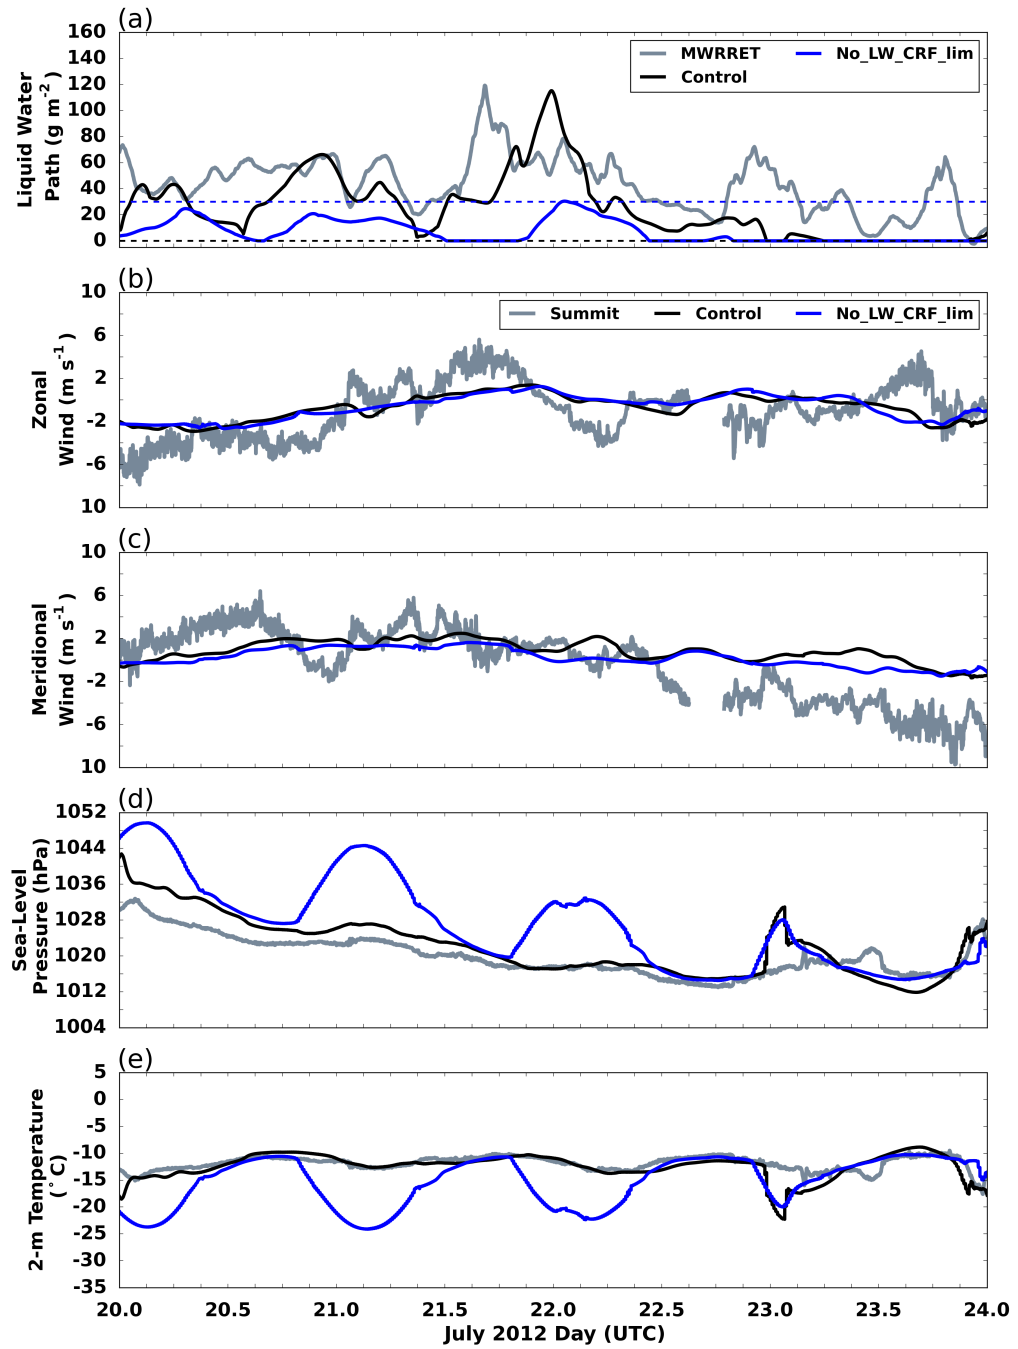 (a)
160
140
120
100
80
60
40
20
0
Liquid Water
Path (g m-2)
MWRRET
No_LW_CRF_lim
Control
(b)
10
6
2
-2
-6
10
Zonal
Wind (m s-1)
Summit
Control
No_LW_CRF_lim
(c)
10
6
2
-2
-6
10
Meridional
Wind (m s-1)
(d)
1052
1044
1036
1028
1020
1012
1004
Sea-Level
Pressure (hPa)
(e)
5
0
-5
-10
-15
-20
-25
-30
-35
2-m Temperature
(°C)
20.0 20.5 21.0 21.5 22.0 22.5 23.0 23.5 24.0
July 2012 Day (UTC)